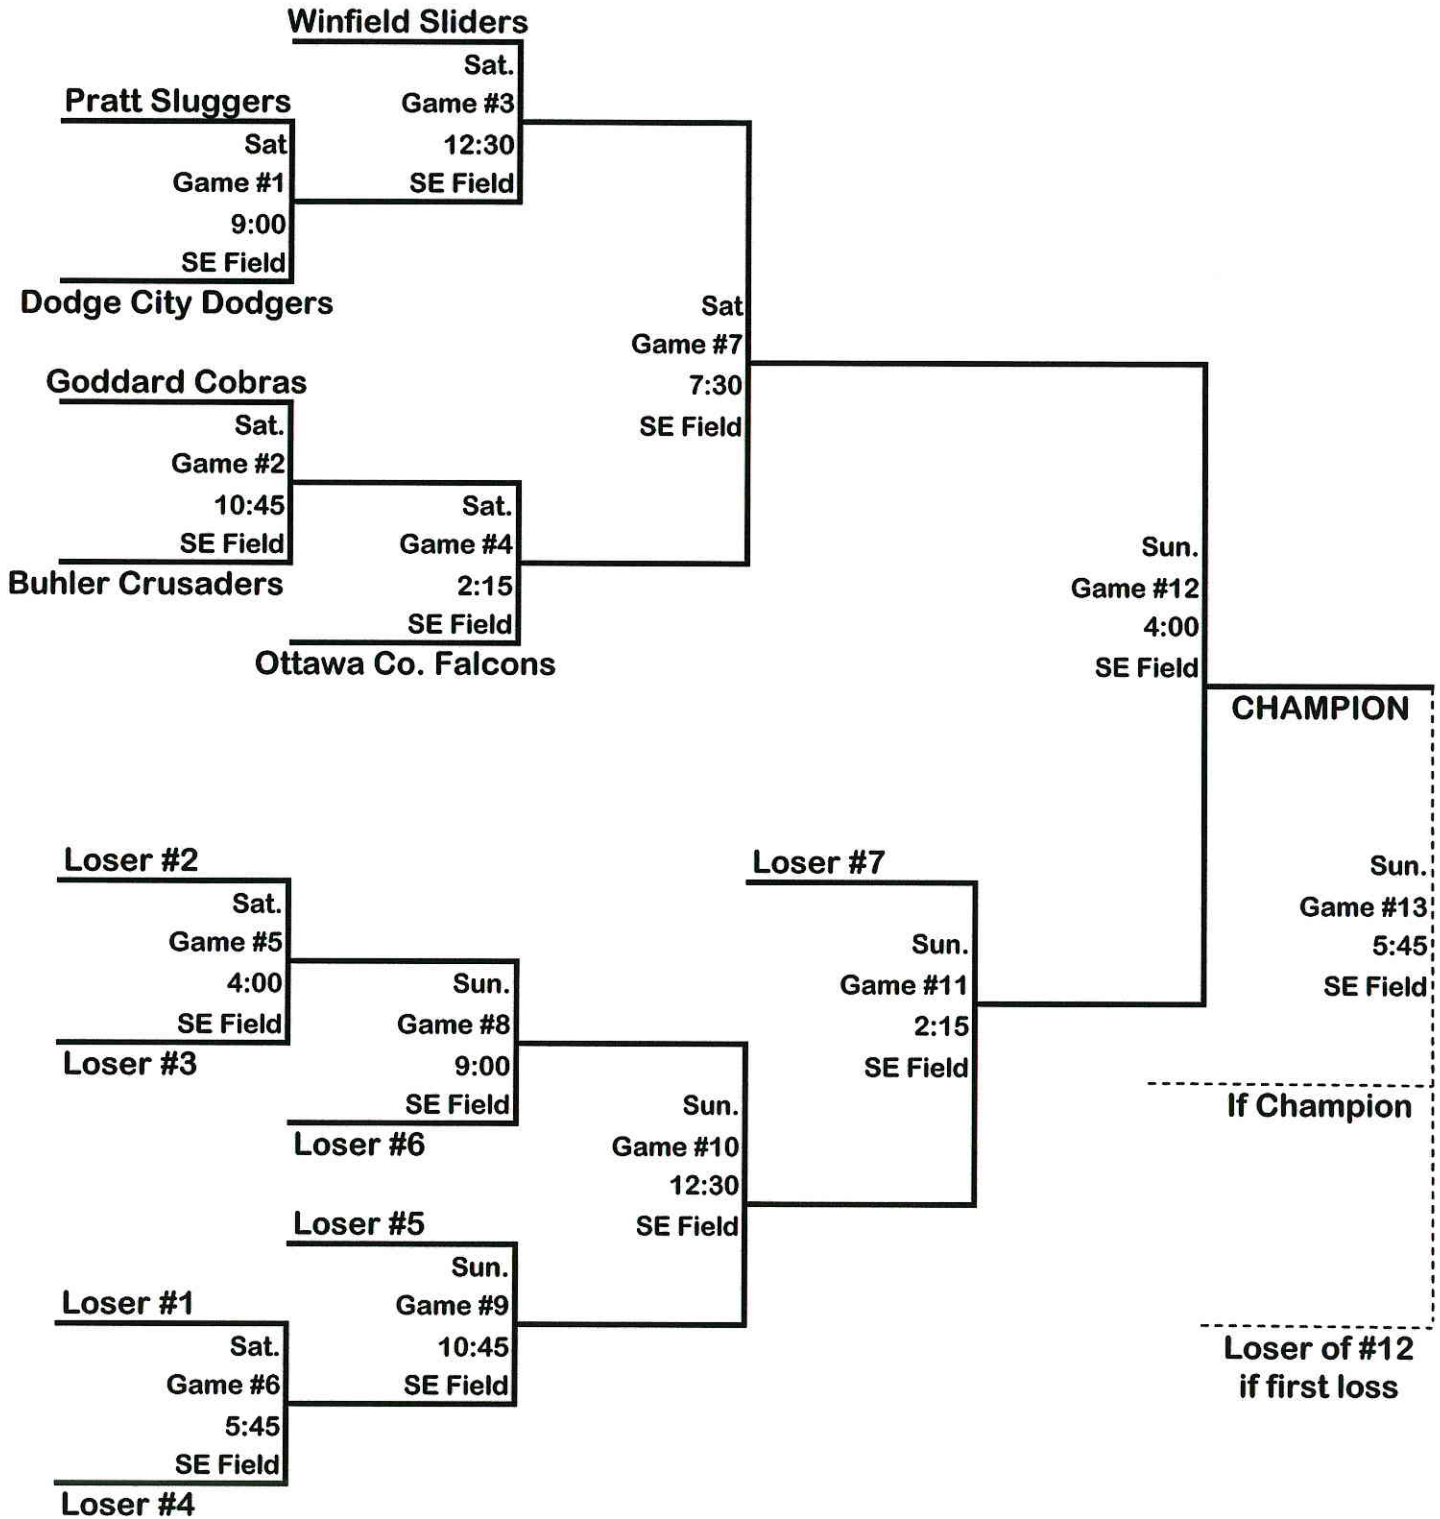 Winfield Sliders
Sat.
Game #3
12:30
SE Field
Pratt Sluggers
Sat
Game #1
9:00
SE Field
Dodge City Dodgers
Sat
Game #7
7:30
SE Field
Goddard Cobras
Sat.
Game #2
10:45
SE Field
Buhler Crusaders
Sat.
Game #4
2:15
SE Field
Ottawa Co. Falcons
Sun.
Game #12
4:00
SE Field
CHAMPION
Loser #2
Sat.
Game #5
4:00
SE Field
Loser #3
Sun.
Game #8
9:00
SE Field
Loser #6
Loser #7
Sun.
Game #11
2:15
SE Field
Sun.
Game #13
5:45
SE Field
If Champion
Sun.
Game #10
12:30
SE Field
Loser #5
Sun.
Game #9
10:45
SE Field
Loser #1
Sat.
Game #6
5:45
SE Field
Loser #4
Loser of #12
if first loss